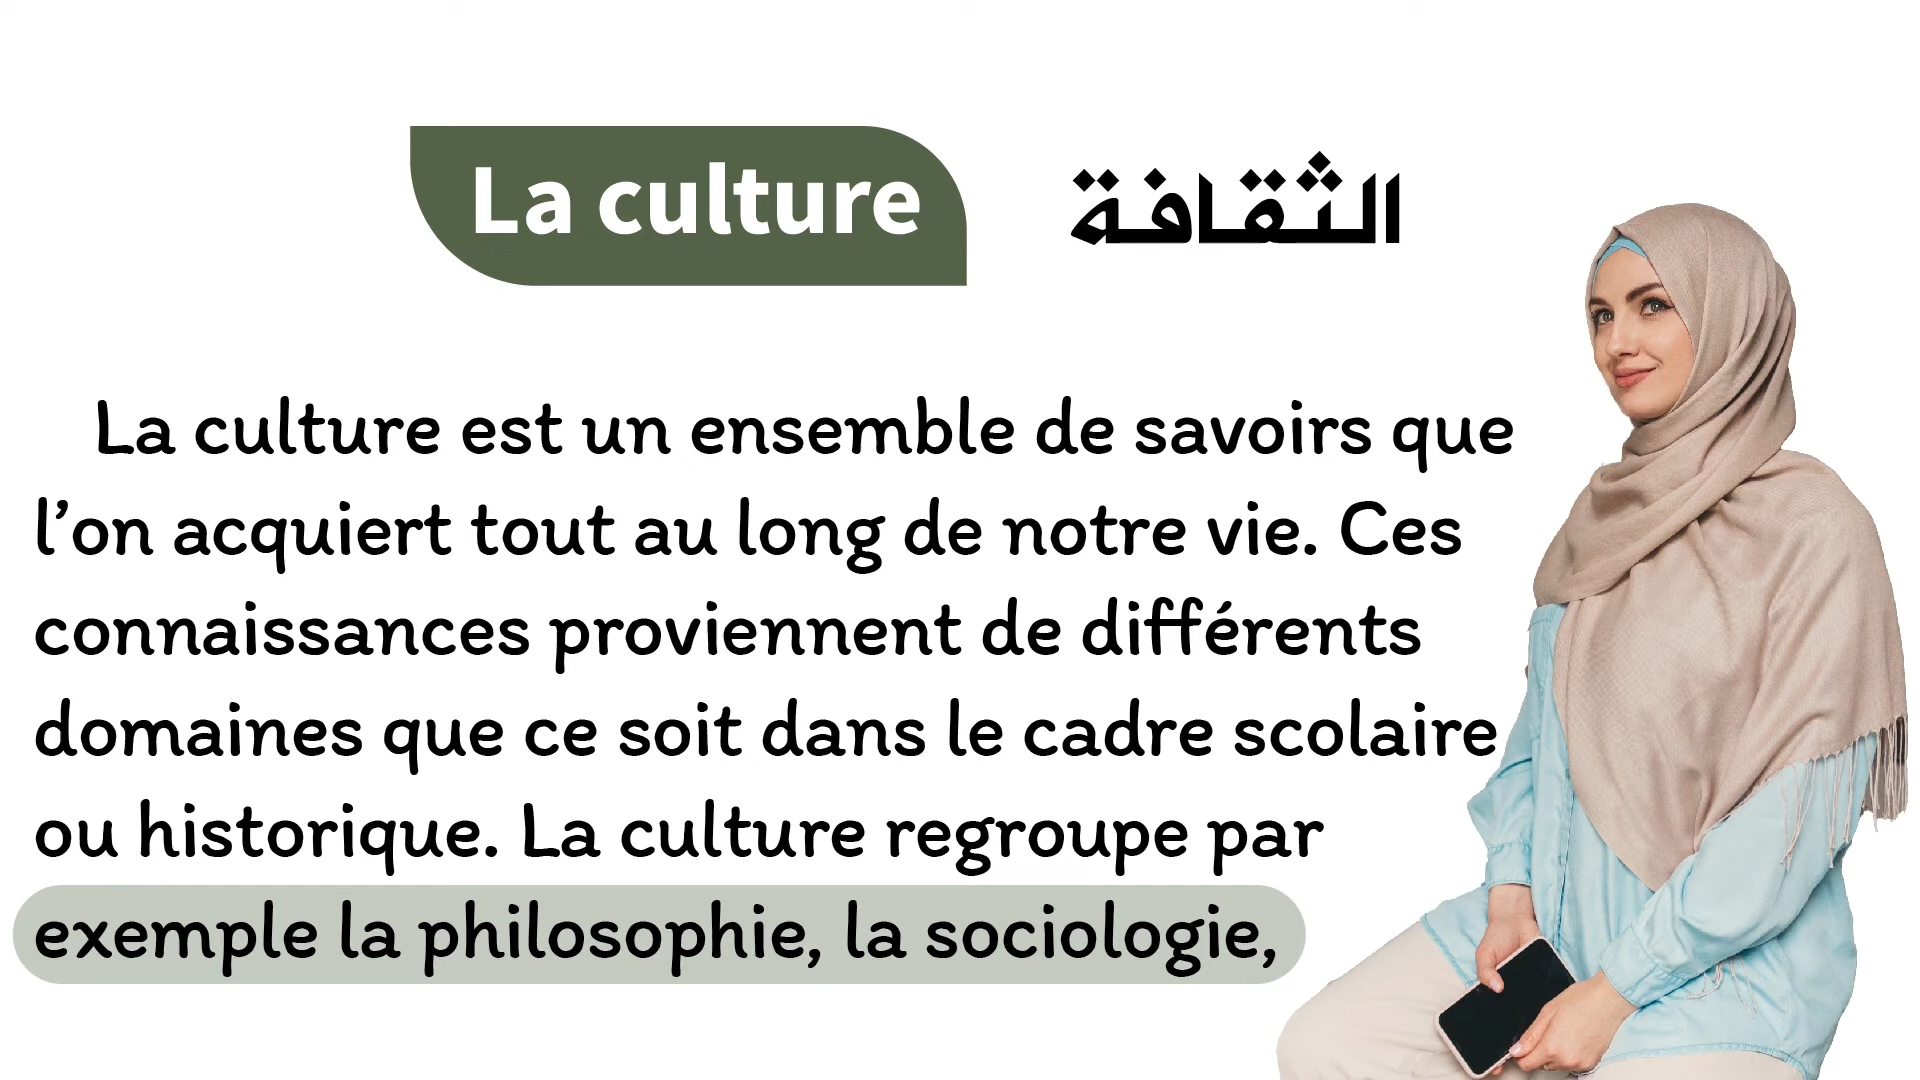 La culture
الثقافة
La culture est un ensemble de savoirs que
l’on acquiert tout au long de notre vie. Ces
connaissances proviennent de différents
domaines que ce soit dans le cadre scolaire
ou historique. La culture regroupe par
exemple la philosophie, la sociologie,